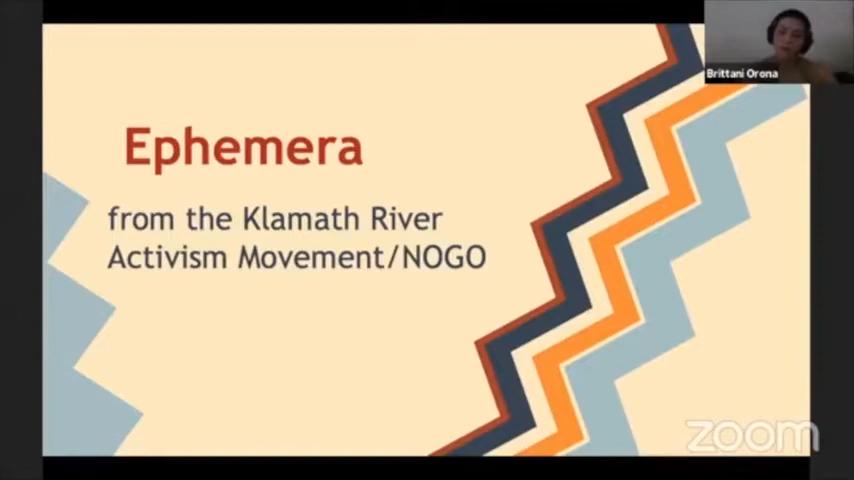 Brittani Orona
Ephemera
from the Klamath River
Activism Movement/NOGO
zoom